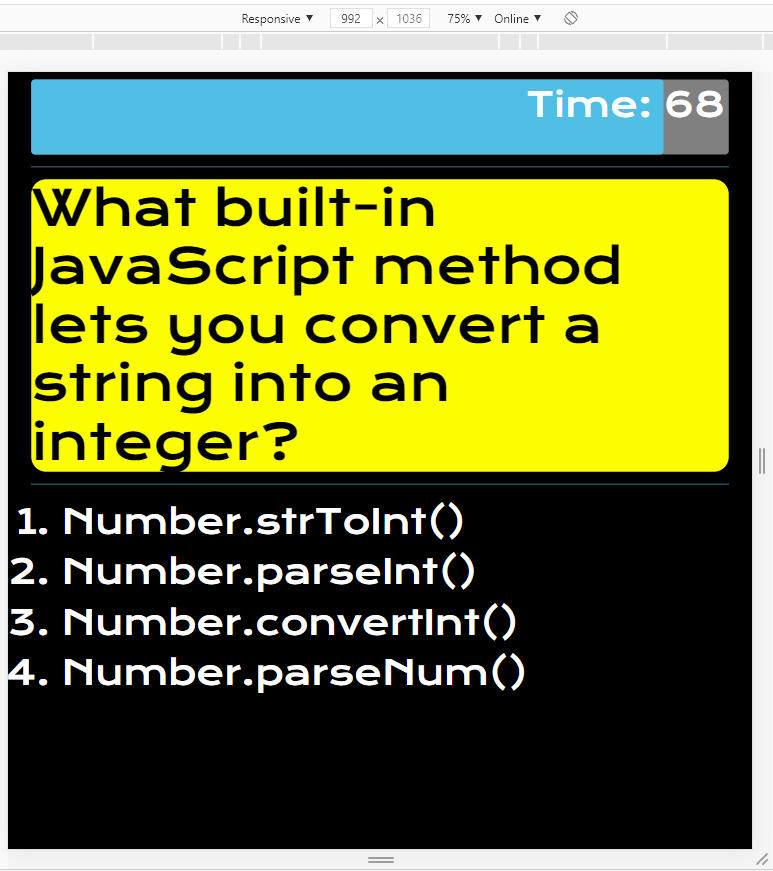 Responsive ▼ 992 × 1036 75% ▼ Online ▼
Time: 68
What built-in
JavaScript method
lets you convert a
string into an
integer?
1. Number.strToInt()
2. Number.parseInt()
3. Number.convertInt()
4. Number.parseNum()